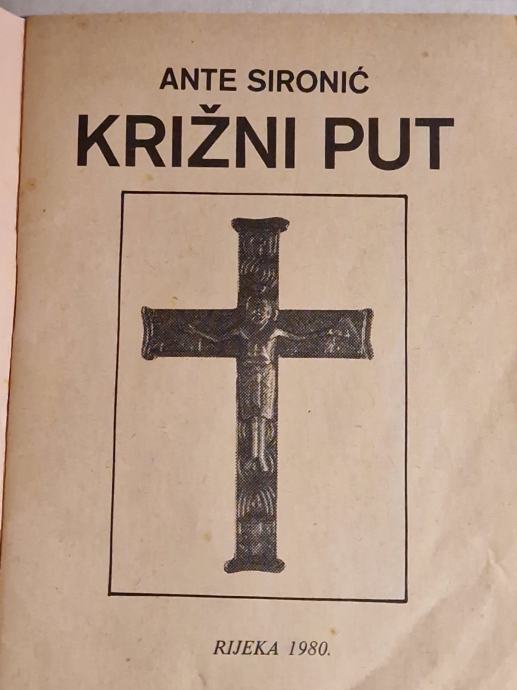 ANTE SIRONIĆ
KRIŽNI PUT
RIJEKA 1980.